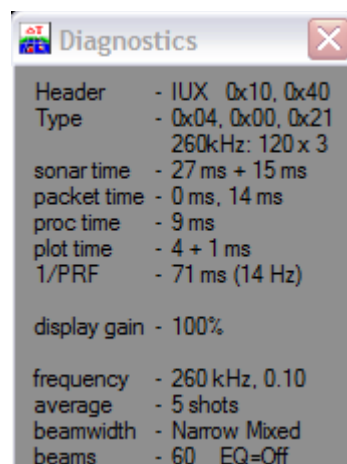 Diagnostics
Header - IUX 0x10, 0x40
Type - 0x04, 0x00, 0x21
260kHz: 120 x 3
sonar time - 27 ms + 15 ms
packet time - 0 ms, 14 ms
proc time - 9 ms
plot time - 4 + 1 ms
1/PRF - 71 ms (14 Hz)
display gain - 100%
frequency - 260 kHz, 0.10
average - 5 shots
beamwidth - Narrow Mixed
beams - 60 EQ=Off